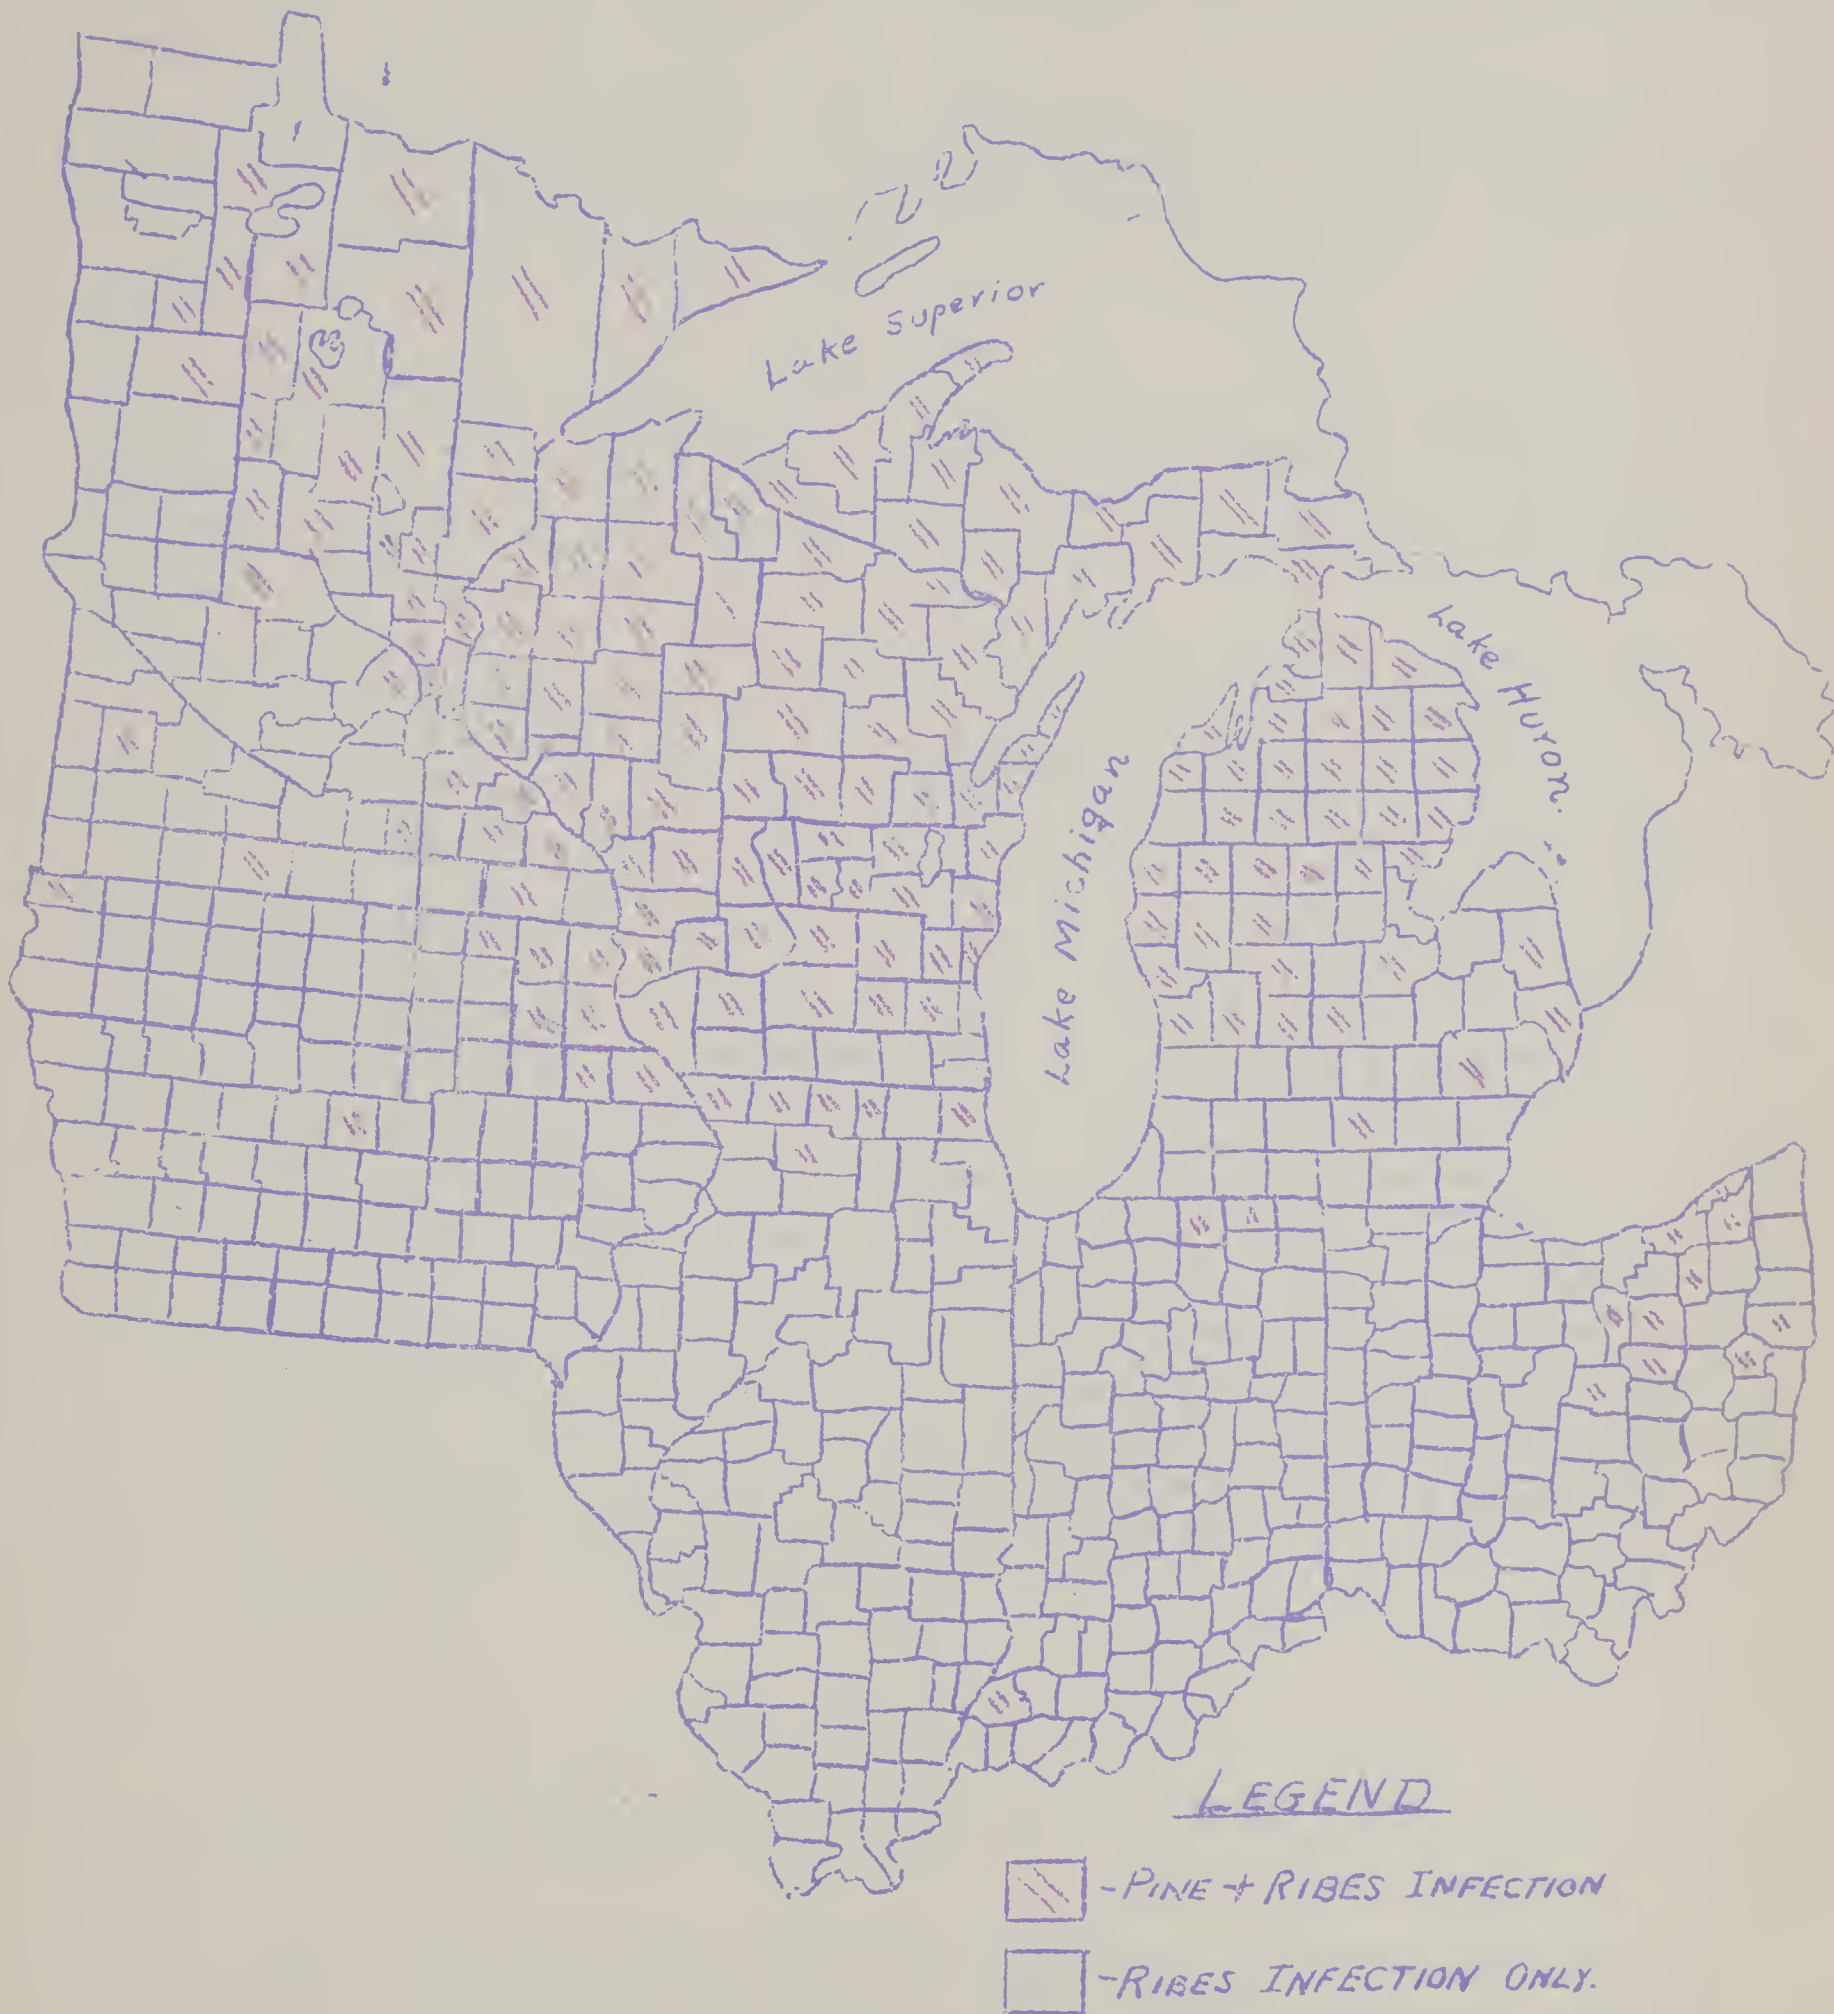 Lake Superior
Lake Huron.
Lake Michigan
LEGEND
-PINE + RIBES INFECTION
-RIBES INFECTION ONLY.